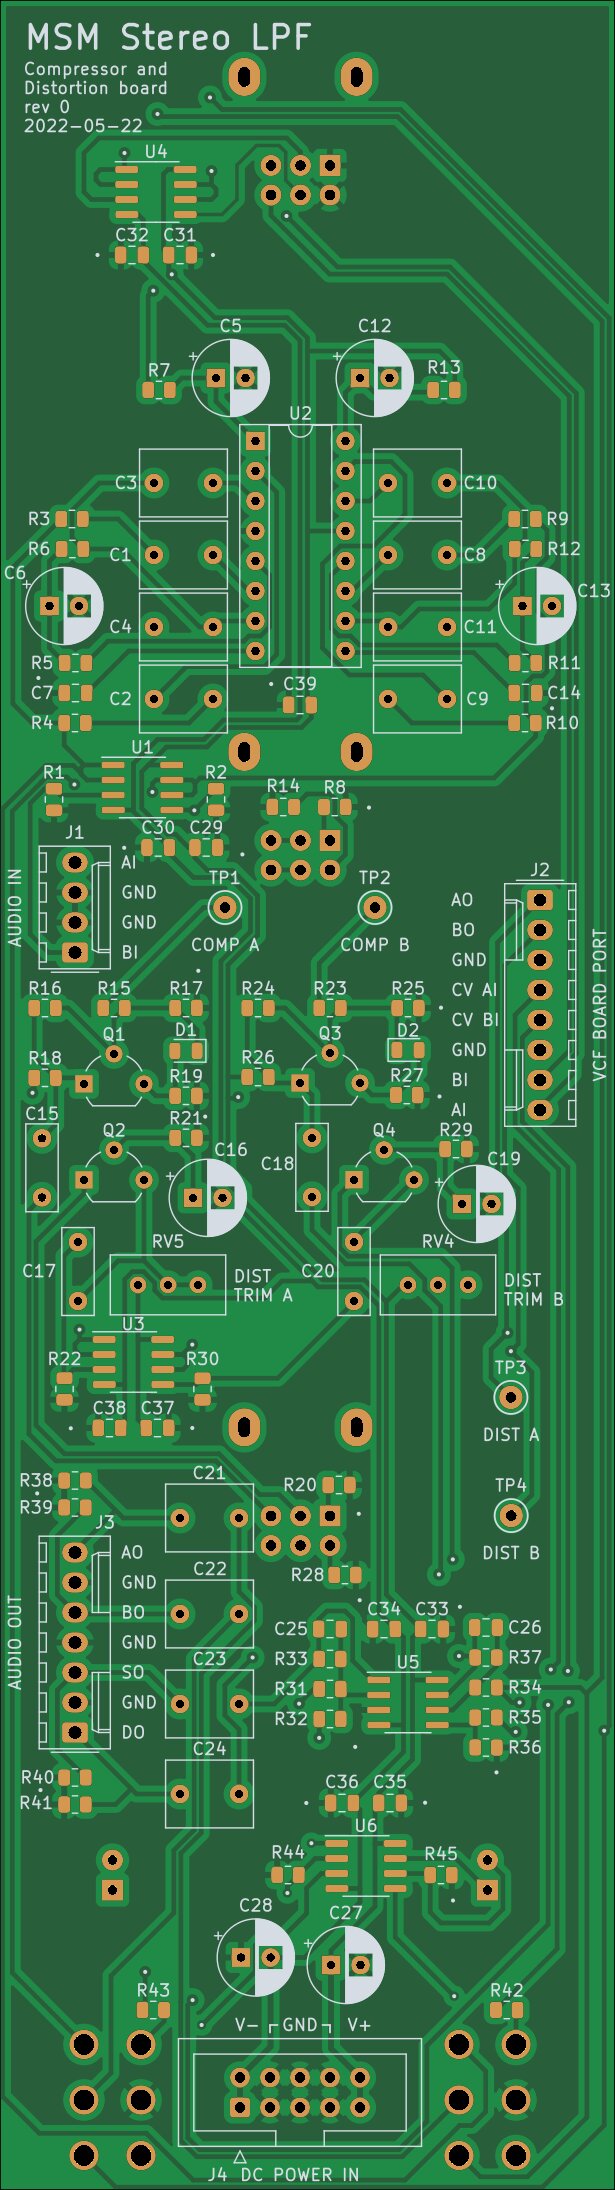 MSM Stereo LPF
Compressor and
Distortion board
rev 0
2022-05-22
U4
C32 C31
C5 C12
R7 R13
U2
C3 C10
R3 R9
R6 R12
C1 C8
C6 C13
C4 C11
R5 R11
C7 C14
C2 C39 C9
R4 R10
U1
R1 R2
R14 R8
J1
C30 C29
AI
GND
GND
BI
AUDIO IN
TP1 TP2
COMP A COMP B
J2
AO
BO
GND
CV AI
CV BI
GND
BI
AI
VCF BOARD PORT
R16 R15 R17 R24 R23 R25
Q1 D1 Q3 D2
R18 R19 R26 R27
C15 R21
Q2 C16 C18 Q4 R29 C19
RV5 RV4
C17 C20
DIST
TRIM A
DIST
TRIM B
U3
R22 R30
TP3
C38 C37
DIST A
R38 C21 R20 TP4
R39
J3
AO
GND
BO
GND
SO
GND
DO
AUDIO OUT
DIST B
C22 R28
C25 C34 C33 C26
C23 R33 R37
U5
R31 R34
R32 R35
C24 R36
R40
R41 C36 C35
U6
R44 R45
C28 C27
R43 R42
V- GND V+
J4 DC POWER IN